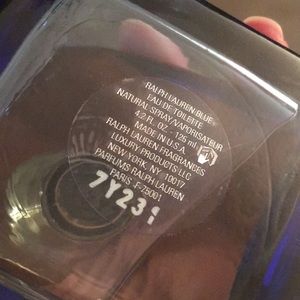 RALPH LAUREN BLUE
EAU DE TOILETTE
NATURAL SPRAY/VAPORISATEUR
4.2 FL. OZ - 125 ml
MADE IN U.S.A.
RALPH LAUREN FRAGRANCES
LUXURY PRODUCTS LLC
NEW YORK, NY 10017
PARFUMS RALPH LAUREN
PARIS F-75001
7Y23